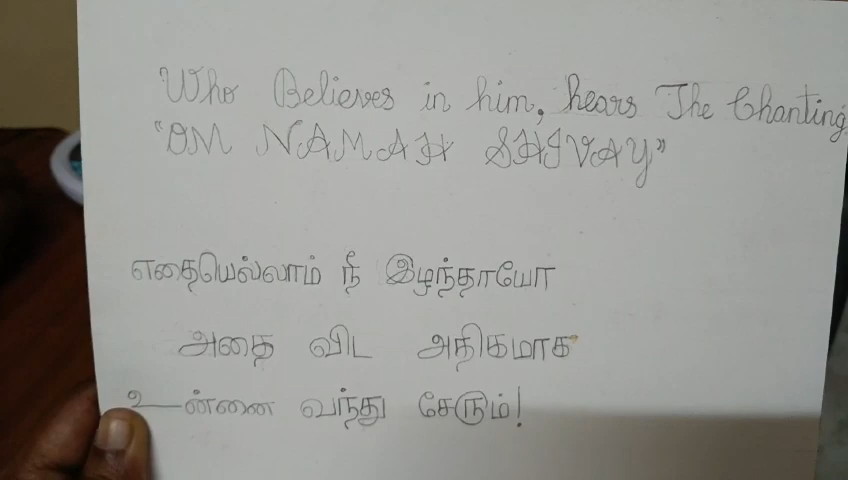 Who Believes in him, hears The Chanting
"OM NAMAH SHIVAY"
எதையெல்லாம் நீ இழந்தாயோ
அதை விட அதிகமாக
உன்னை வந்து சேரும்!